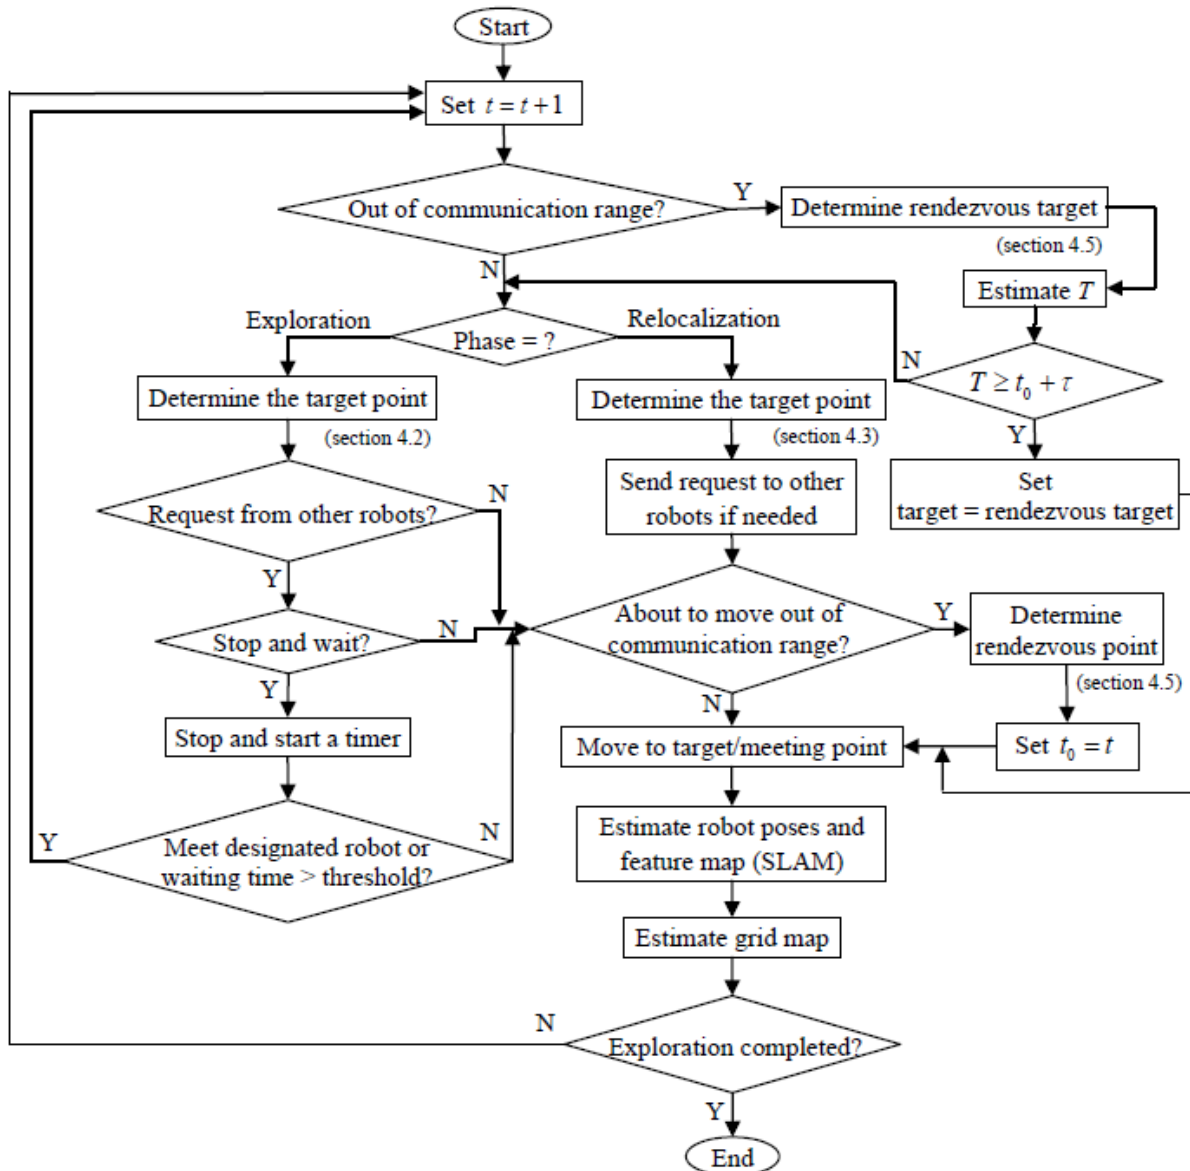 Start
Set t = t + 1
Out of communication range?
Y
Determine rendezvous target
(section 4.5)
N
Estimate T
Exploration
Phase = ?
Relocalization
N
T ≥ t₀ + τ
Y
Determine the target point
(section 4.2)
Determine the target point
(section 4.3)
Set
target = rendezvous target
Request from other robots?
N
Y
Send request to other
robots if needed
Stop and wait?
N
Y
About to move out of
communication range?
Y
N
Determine
rendezvous point
(section 4.5)
Stop and start a timer
Move to target/meeting point
Set t₀ = t
Y
Meet designated robot or
waiting time > threshold?
N
Estimate robot poses and
feature map (SLAM)
Estimate grid map
N
Exploration completed?
Y
End